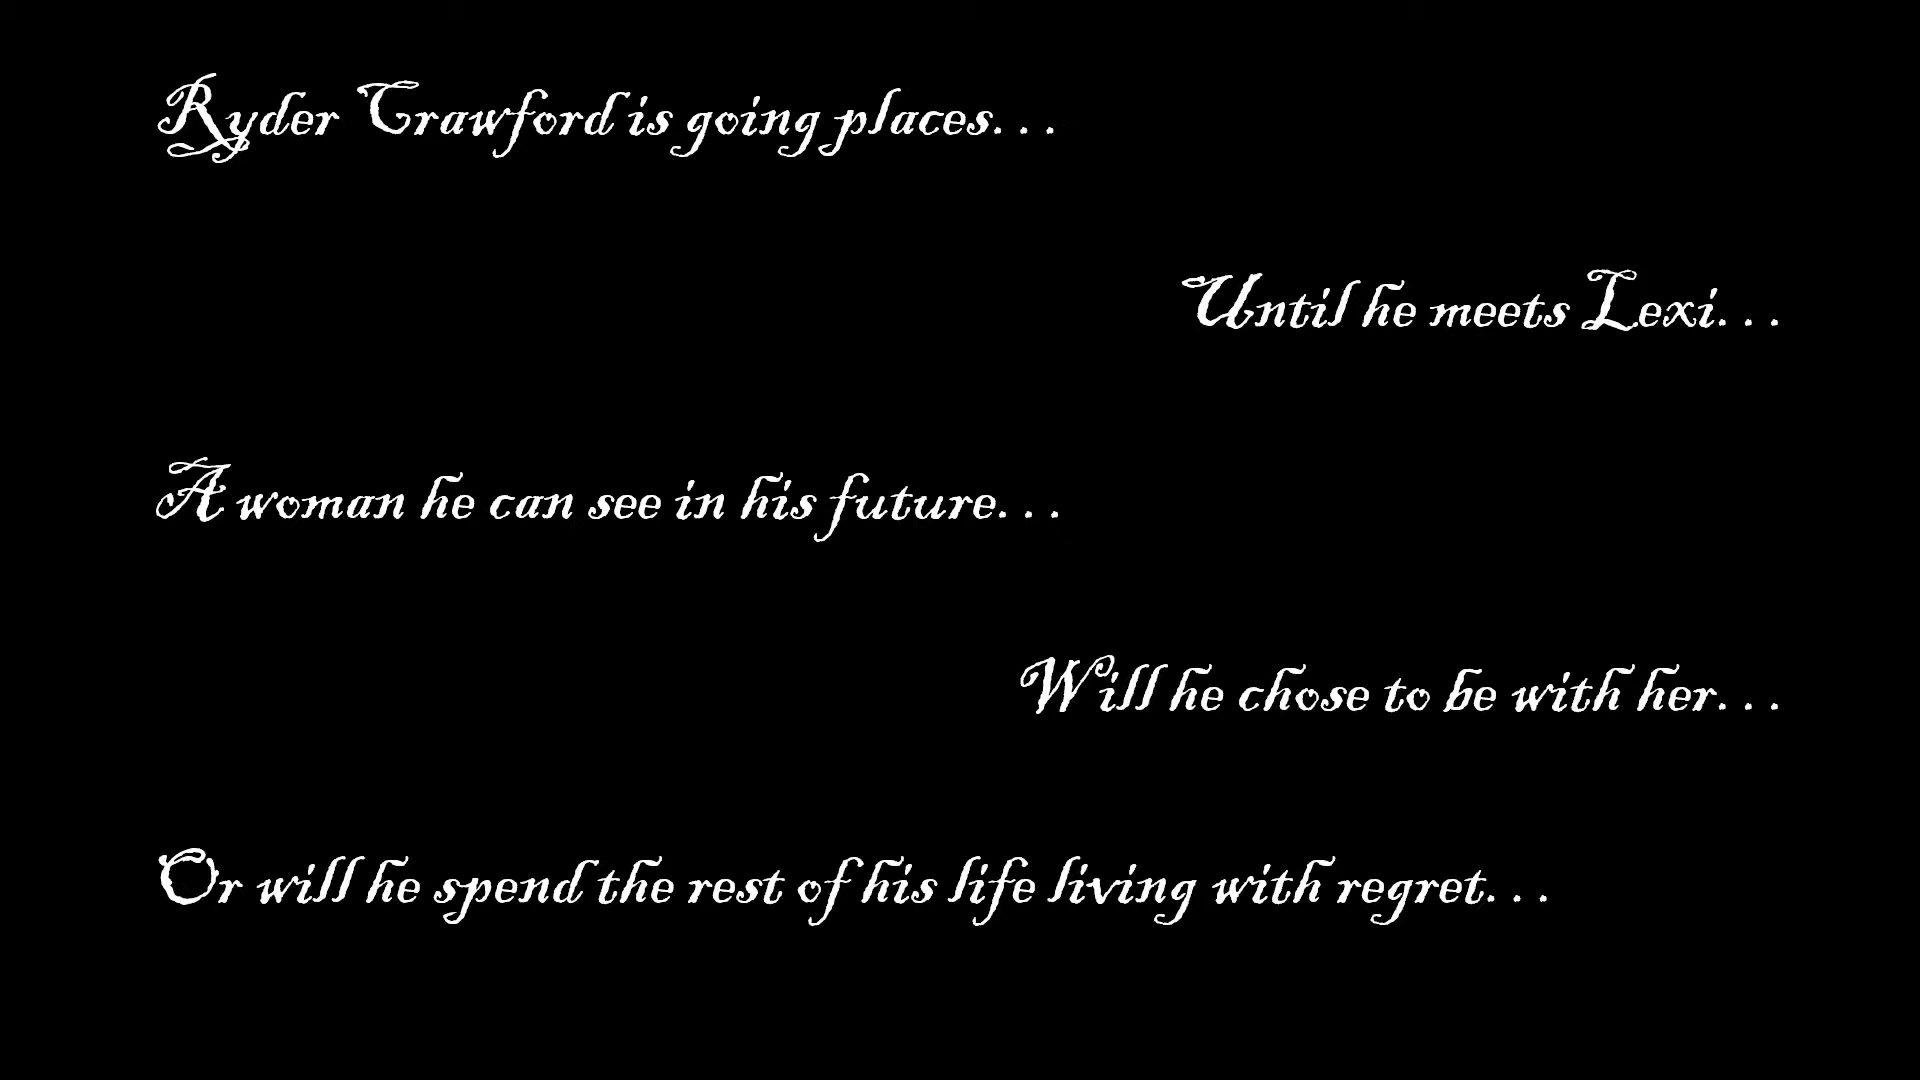 Ryder Crawford is going places...
Until he meets Lexi...
A woman he can see in his future...
Will he chose to be with her...
Or will he spend the rest of his life living with regret...